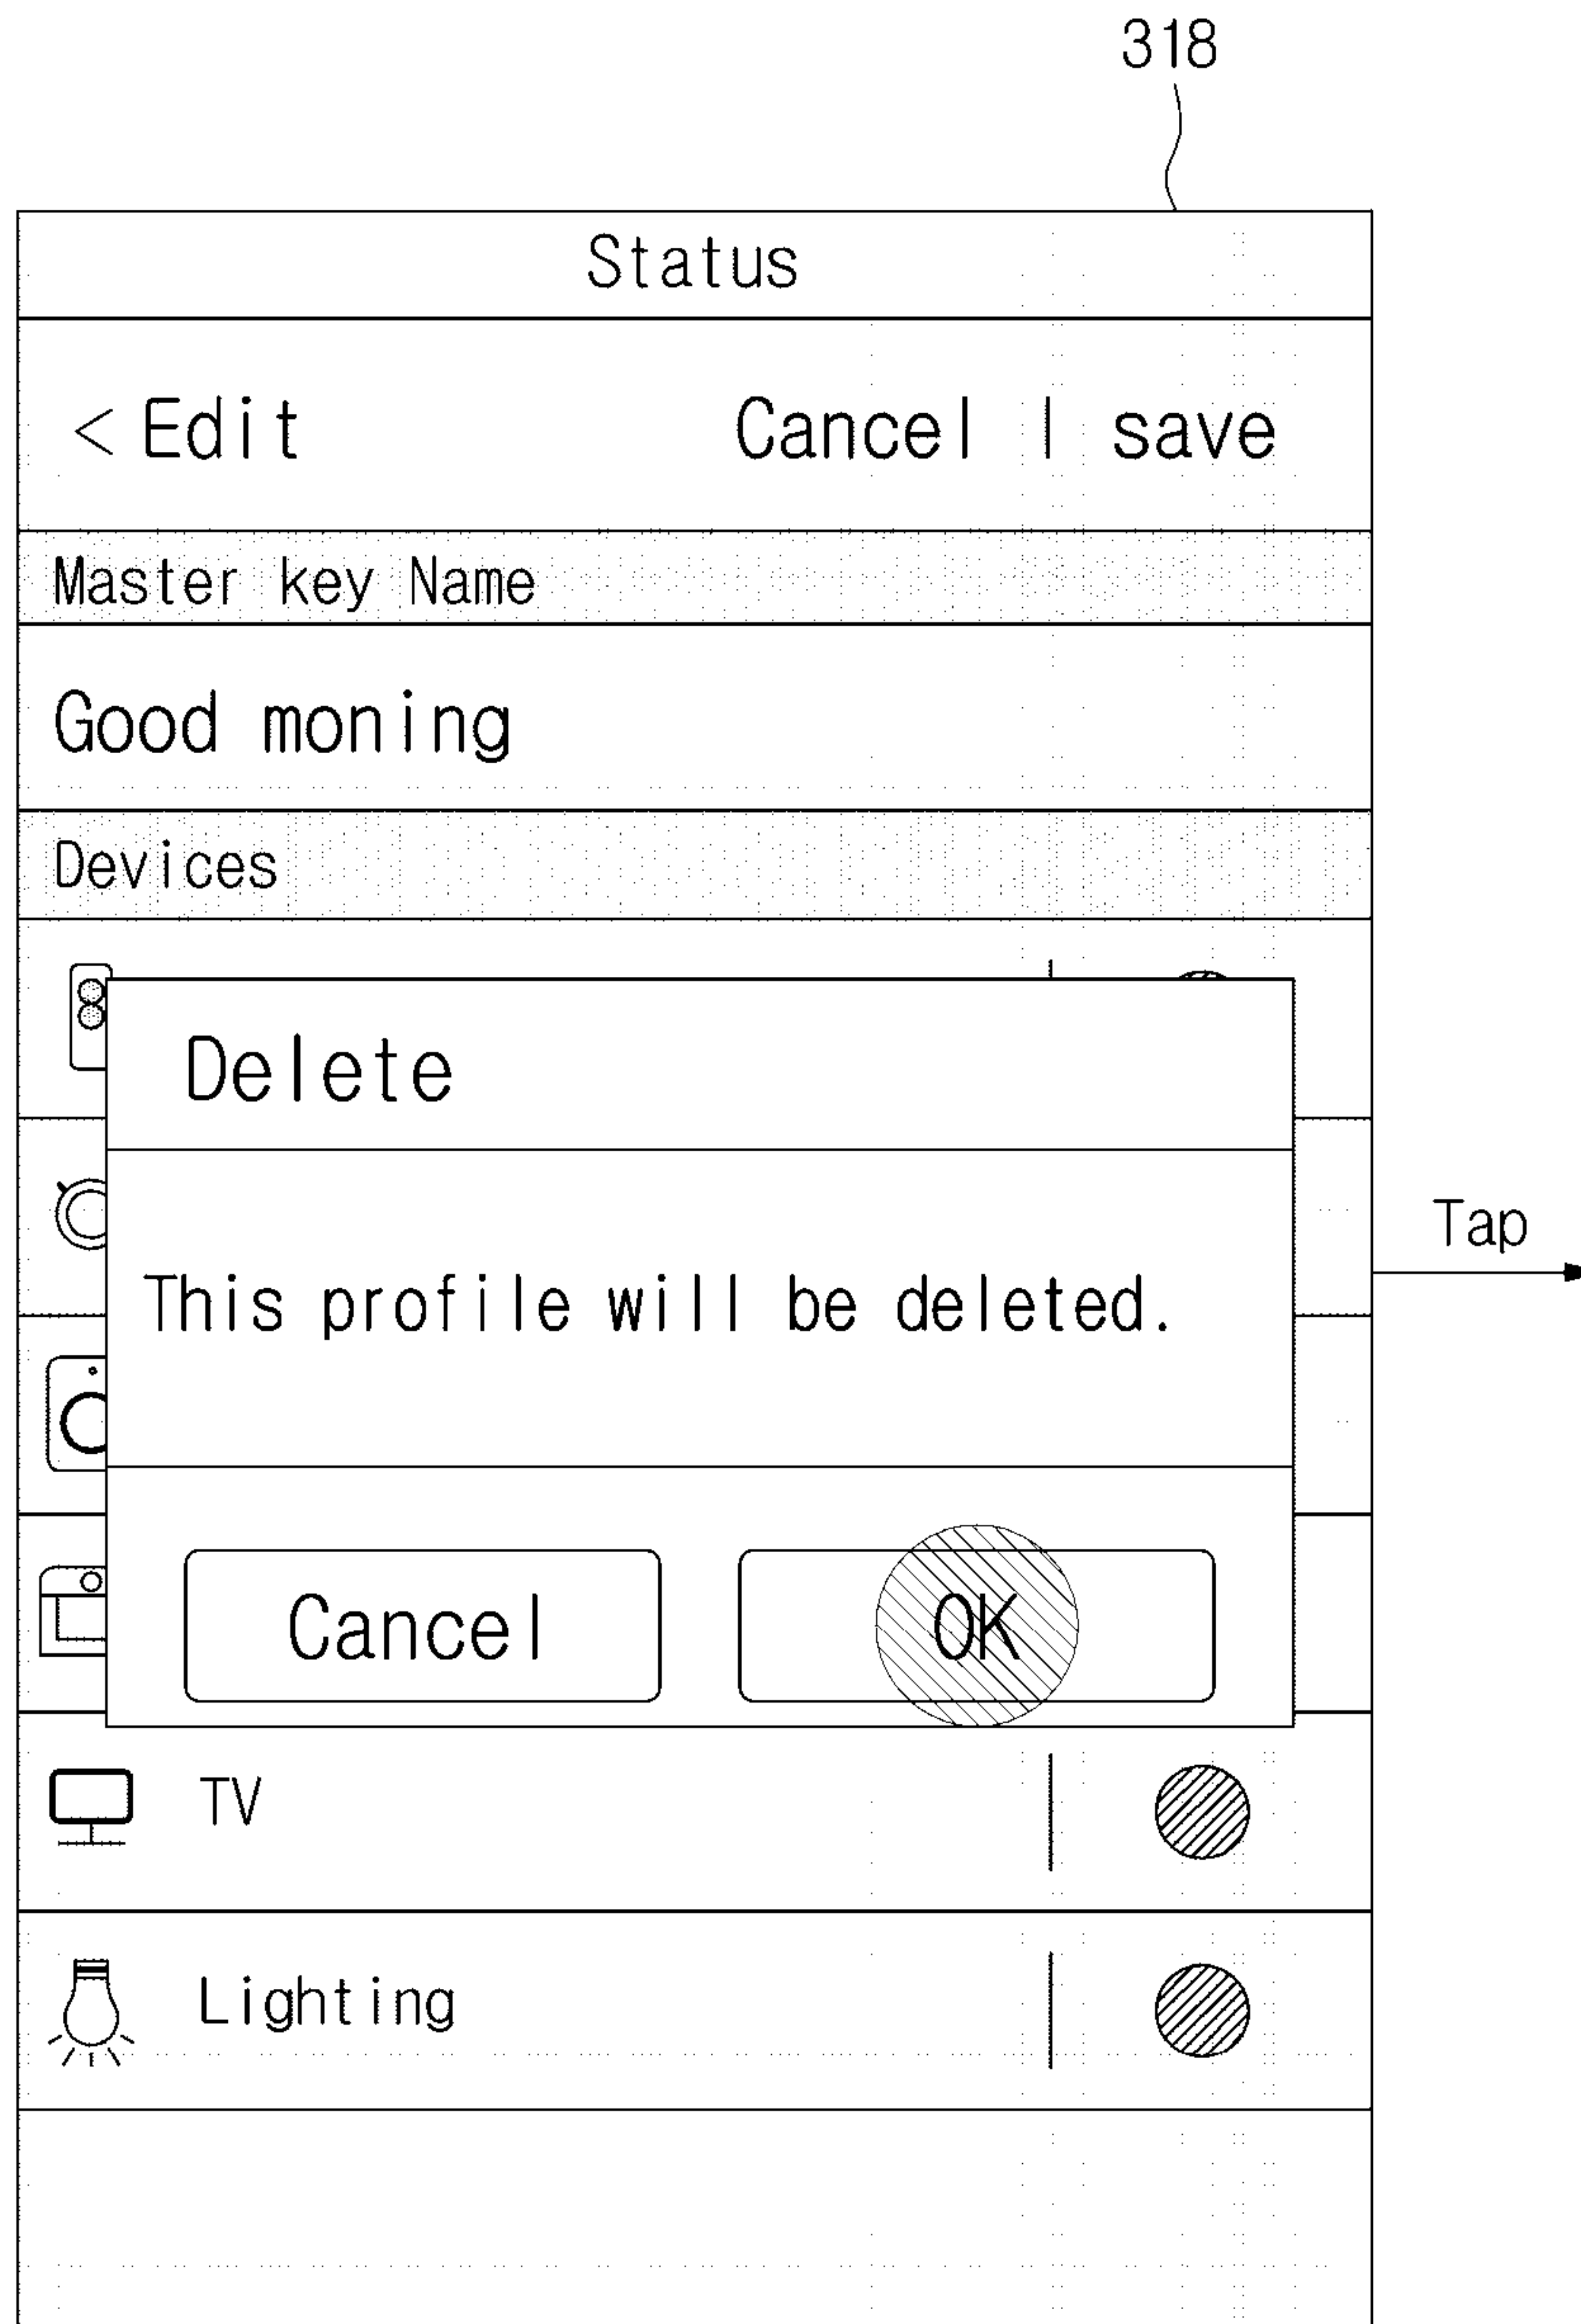 318
Status
< Edit Cancel | save
Master key Name
Good moning
Devices
Delete
This profile will be deleted.
Tap
Cancel OK
TV
Lighting